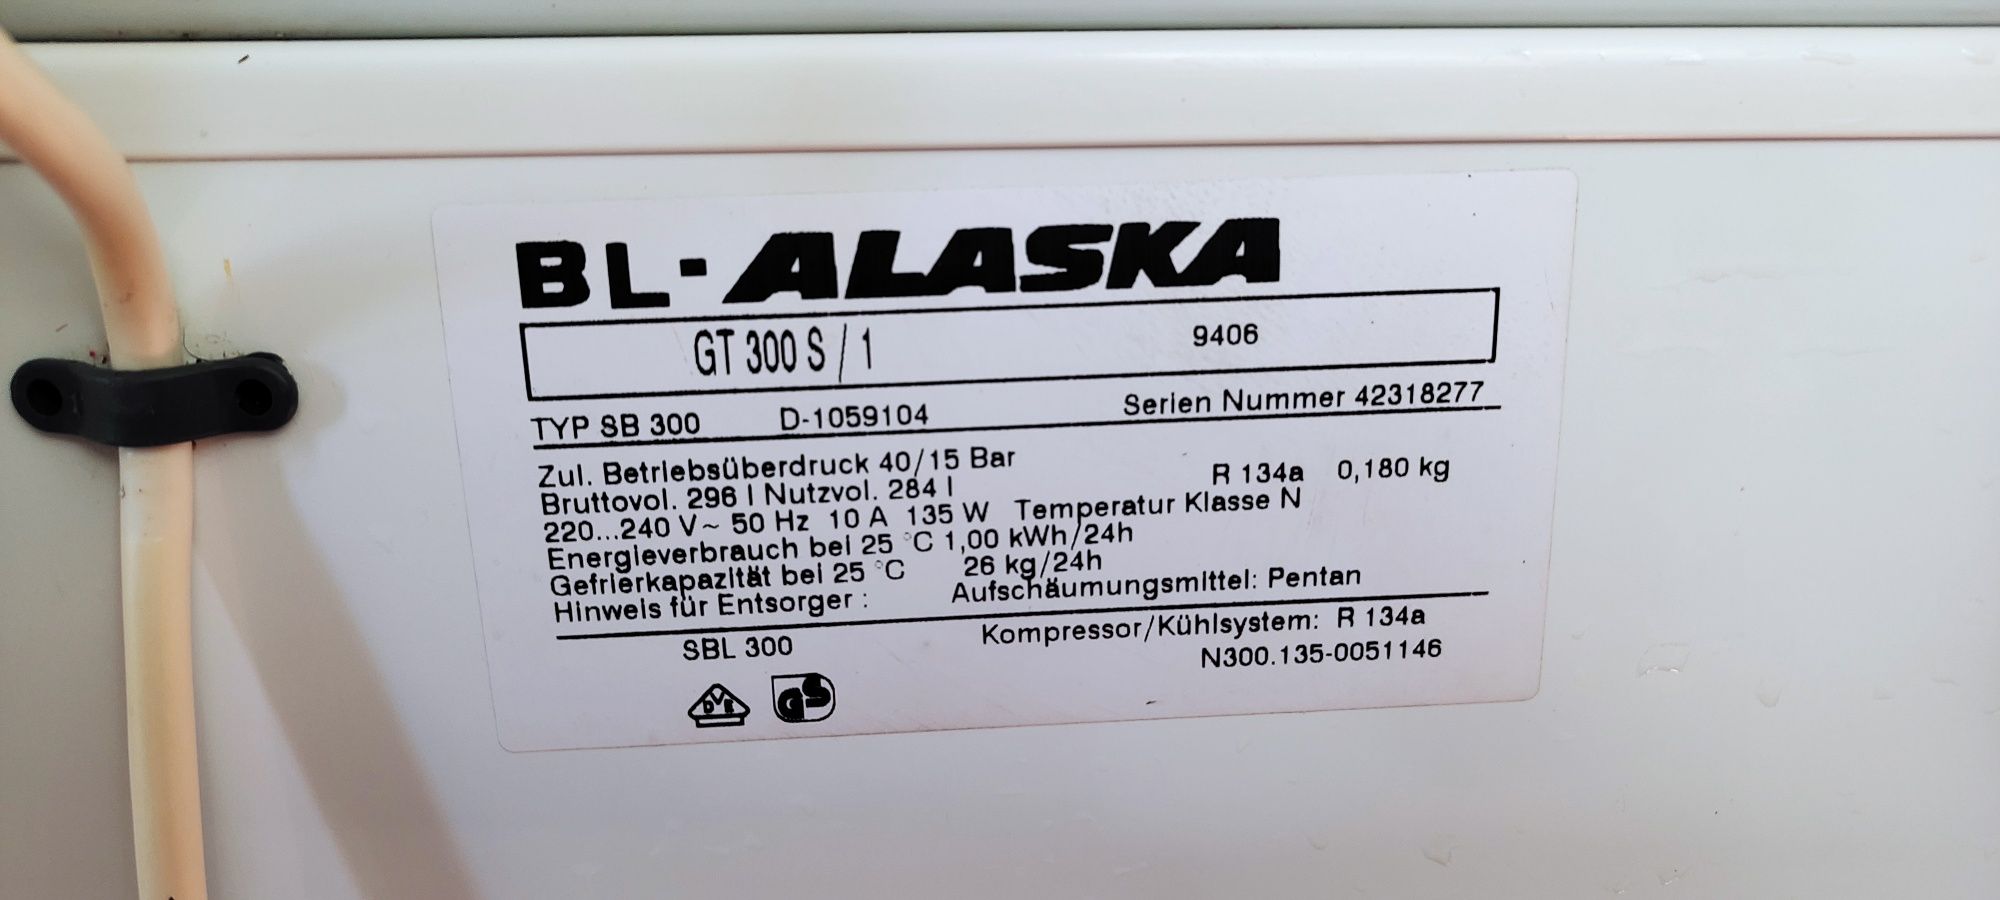 BL-ALASKA
GT 300 S / 1 9406
TYP SB 300 D-1059104 Serien Nummer 42318277
Zul. Betriebsüberdruck 40/15 Bar R 134a 0,180 kg
Bruttovol. 296 l Nutzvol. 284 l
220...240 V~ 50 Hz 10 A 135 W Temperatur Klasse N
Energieverbrauch bei 25 °C 1,00 kWh/24h
Gefrierkapazität bei 25 °C 26 kg/24h
Hinweis für Entsorger : Aufschäumungsmittel: Pentan
SBL 300 Kompressor/Kühlsystem: R 134a
N300.135-0051146
DVE GS